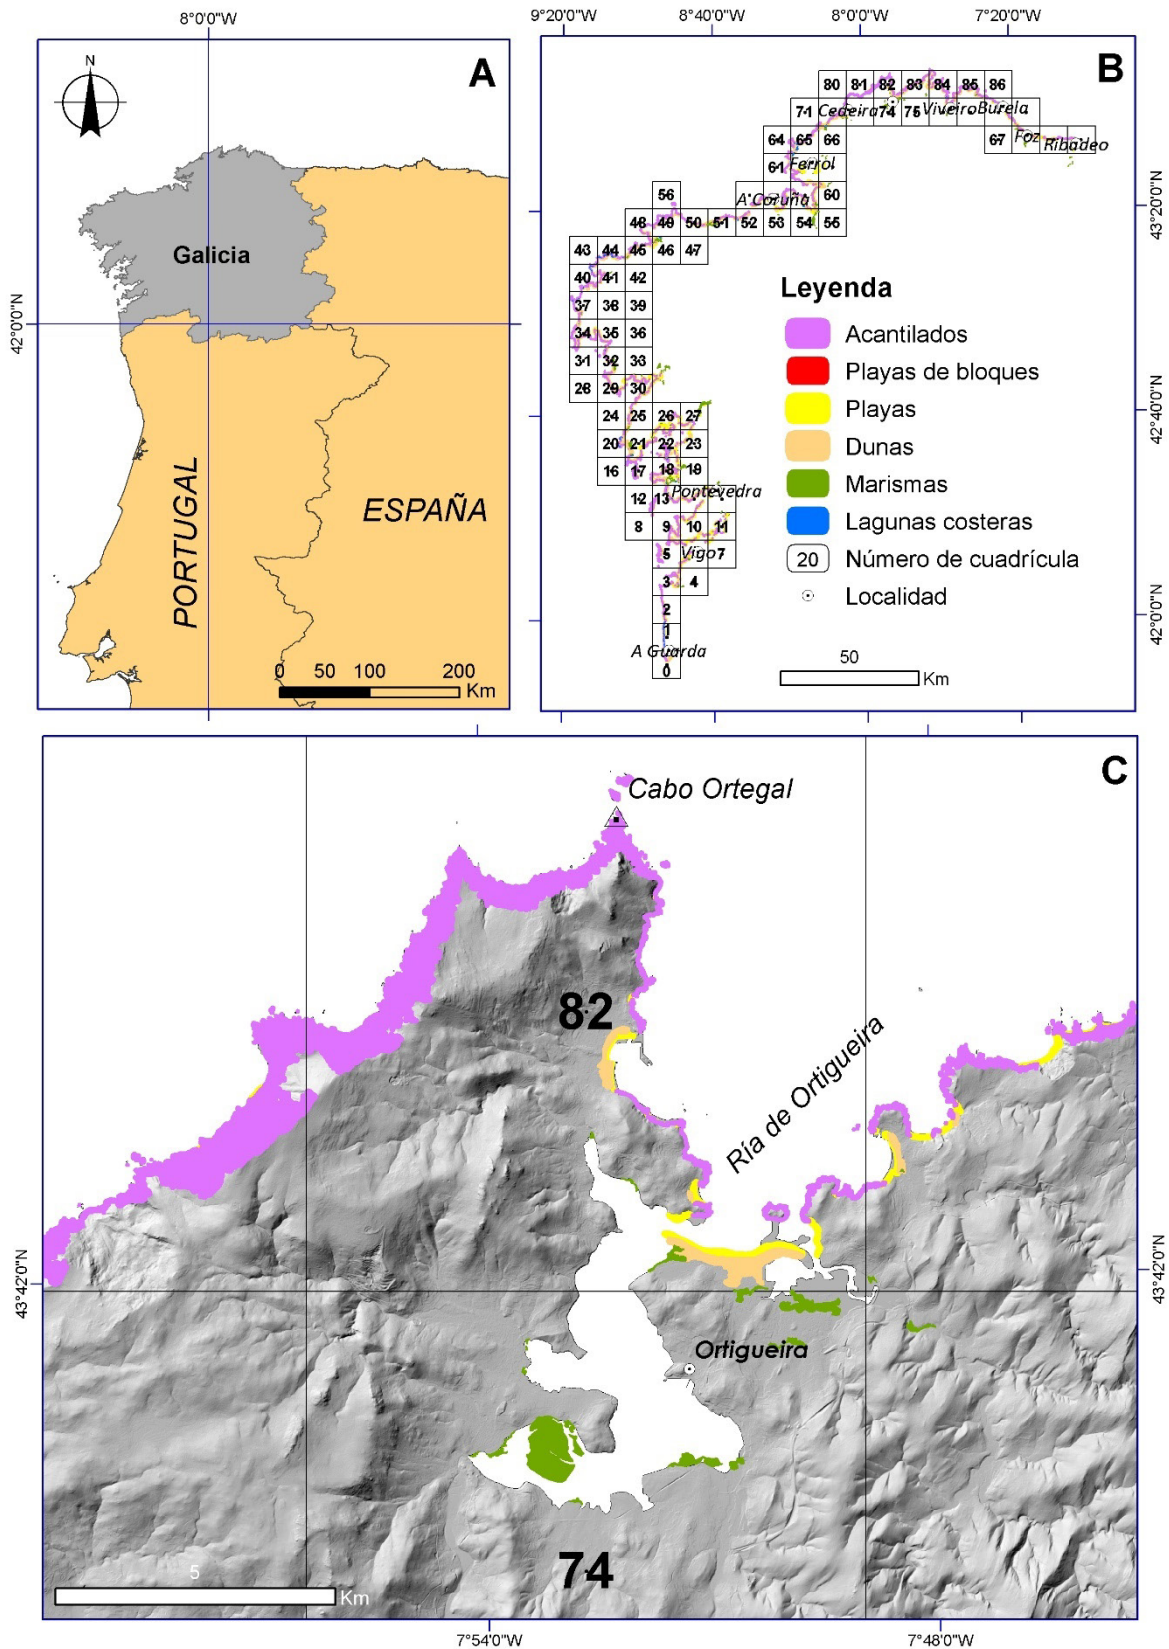 8°0'0"W
N
A
Galicia
42°0'0"N
PORTUGAL
ESPAÑA
0 50 100 200
Km
9°20'0"W 8°40'0"W 8°0'0"W 7°20'0"W
B
80 81 82 83 84 85 86
71 Cedeira 74 75 Viveiro Burela
64 65 66 67 Foz Ribadeo
61 Ferrol
56 A Coruña 60
48 49 50 51 52 53 54 55
43 44 45 46 47
40 41 42
37 38 39
34 35 36
31 32 33
28 29 30
24 25 26 27
20 21 22 23
16 17 18 19
12 13 Pontevedra
8 9 10 11
5 Vigo 7
3 4
2
1
A Guarda
0
43°20'0"N
42°40'0"N
42°0'0"N
Leyenda
Acantilados
Playas de bloques
Playas
Dunas
Marismas
Lagunas costeras
20 Número de cuadrícula
Localidad
50
Km
C
Cabo Ortegal
82
Ría de Ortigueira
43°42'0"N
43°42'0"N
Ortigueira
74
5
Km
7°54'0"W 7°48'0"W